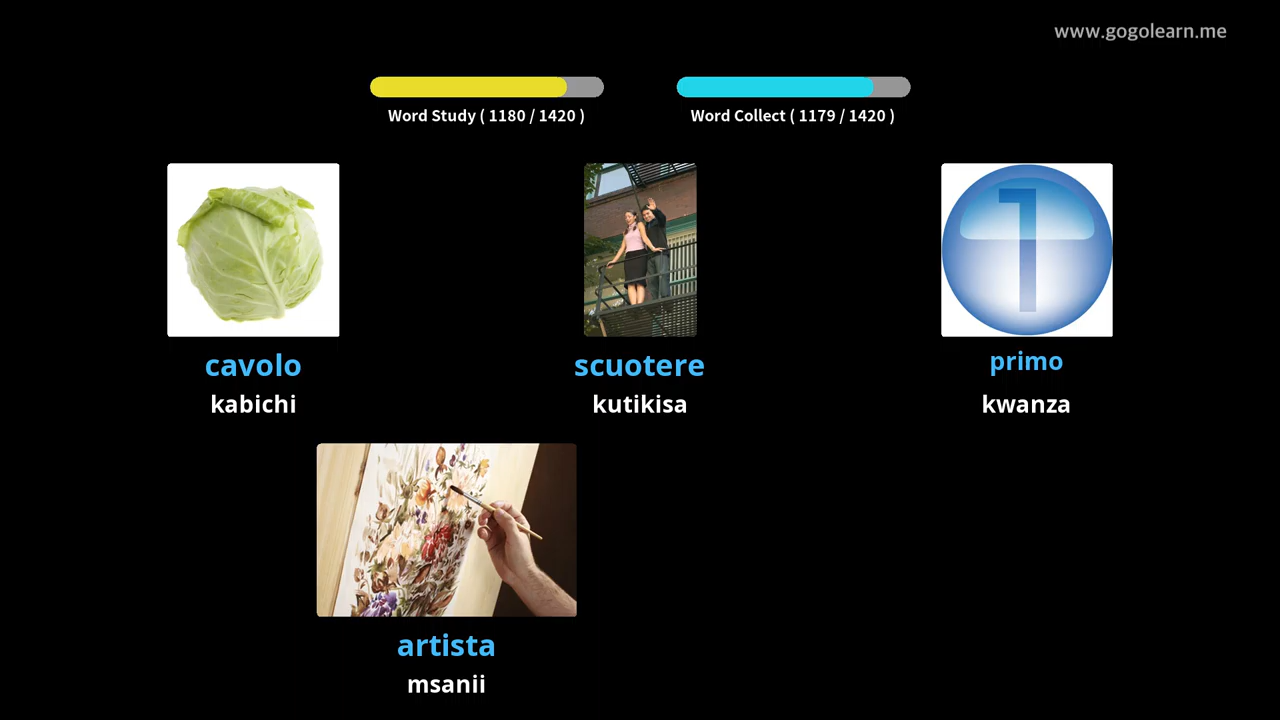 www.gogolearn.me
Word Study ( 1180 / 1420 )
Word Collect ( 1179 / 1420 )
1
cavolo
kabichi
scuotere
kutikisa
primo
kwanza
artista
msanii